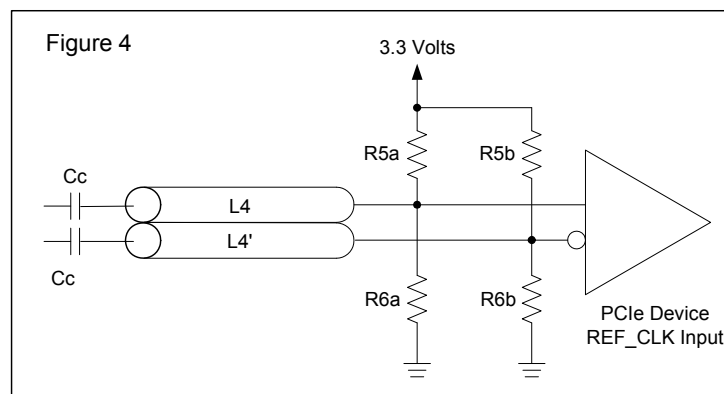 Figure 4
3.3 Volts
R5a
R5b
Cc
L4
L4'
Cc
R6a
R6b
PCIe Device
REF_CLK Input